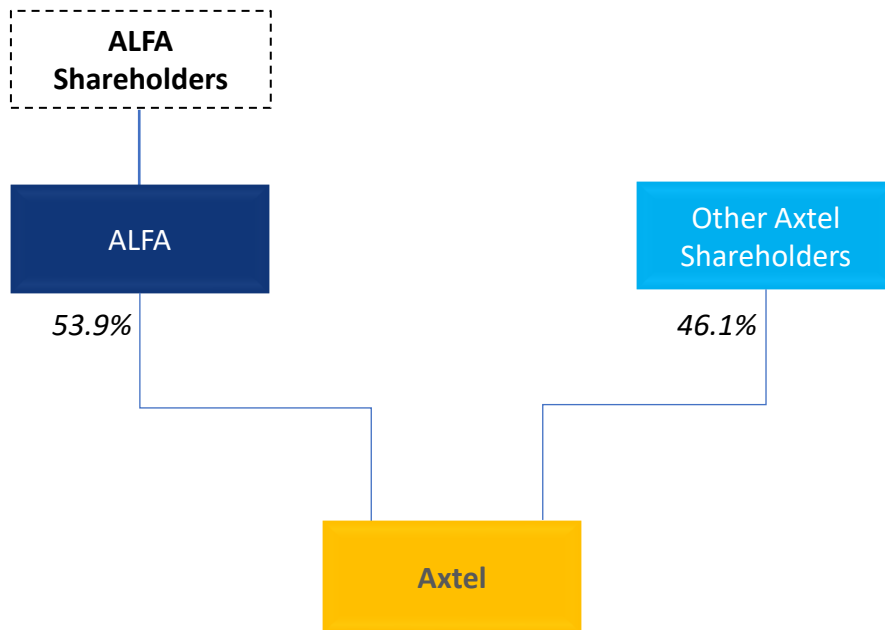 ALFA
Shareholders
ALFA
Other Axtel
Shareholders
53.9%
46.1%
Axtel